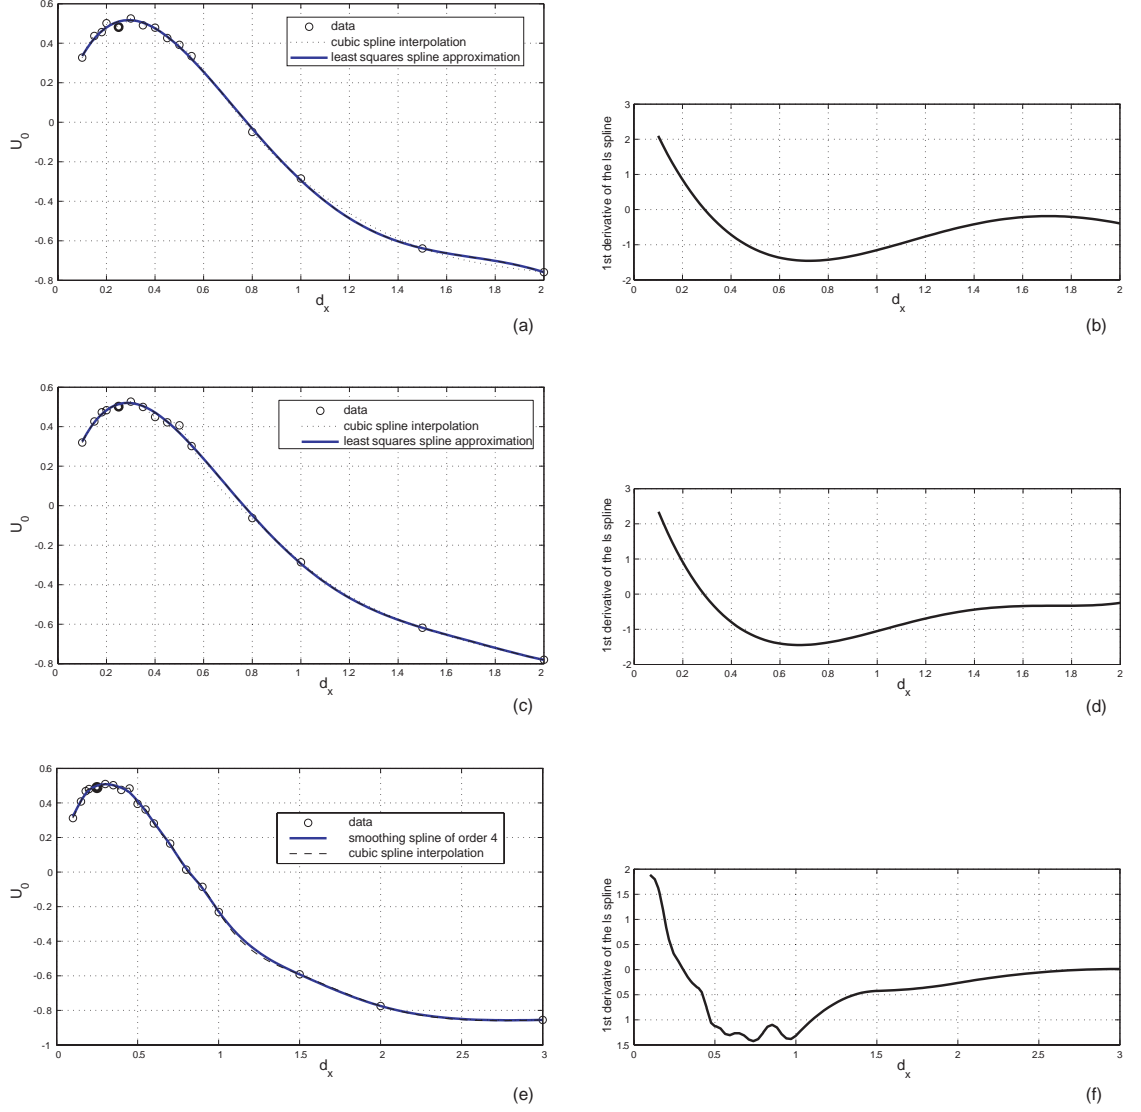 0.6
0.4
0.2
0
-0.2
-0.4
-0.6
-0.8
U0
data
cubic spline interpolation
least squares spline approximation
0 0.2 0.4 0.6 0.8 1 1.2 1.4 1.6 1.8 2
dx
(a)
3
2
1
0
-1
-2
1st derivative of the ls spline
0 0.2 0.4 0.6 0.8 1 1.2 1.4 1.6 1.8 2
dx
(b)
0.6
0.4
0.2
0
-0.2
-0.4
-0.6
-0.8
U0
data
cubic spline interpolation
least squares spline approximation
0 0.2 0.4 0.6 0.8 1 1.2 1.4 1.6 1.8 2
dx
(c)
3
2
1
0
-1
-2
1st derivative of the ls spline
0 0.2 0.4 0.6 0.8 1 1.2 1.4 1.6 1.8 2
dx
(d)
0.6
0.4
0.2
0
-0.2
-0.4
-0.6
-0.8
-1
U0
data
smoothing spline of order 4
cubic spline interpolation
0 0.5 1 1.5 2 2.5 3
dx
(e)
2
1.5
1
0.5
0
0.5
1
1.5
1st derivative of the ls spline
0 0.5 1 1.5 2 2.5 3
dx
(f)